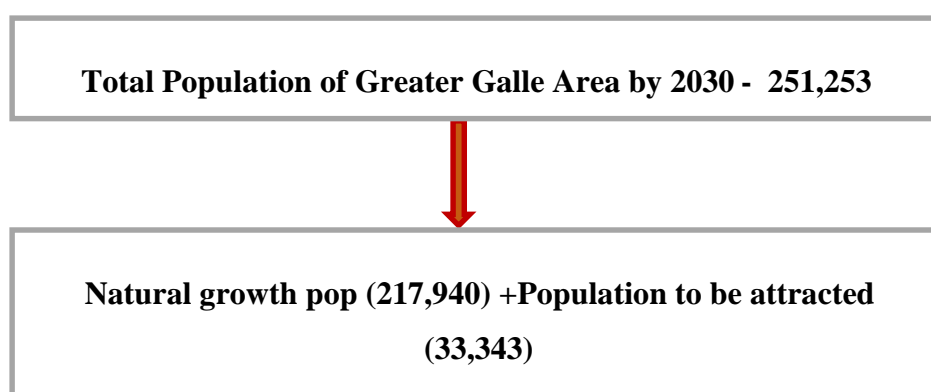 Total Population of Greater Galle Area by 2030 - 251,253
Natural growth pop (217,940) +Population to be attracted
(33,343)